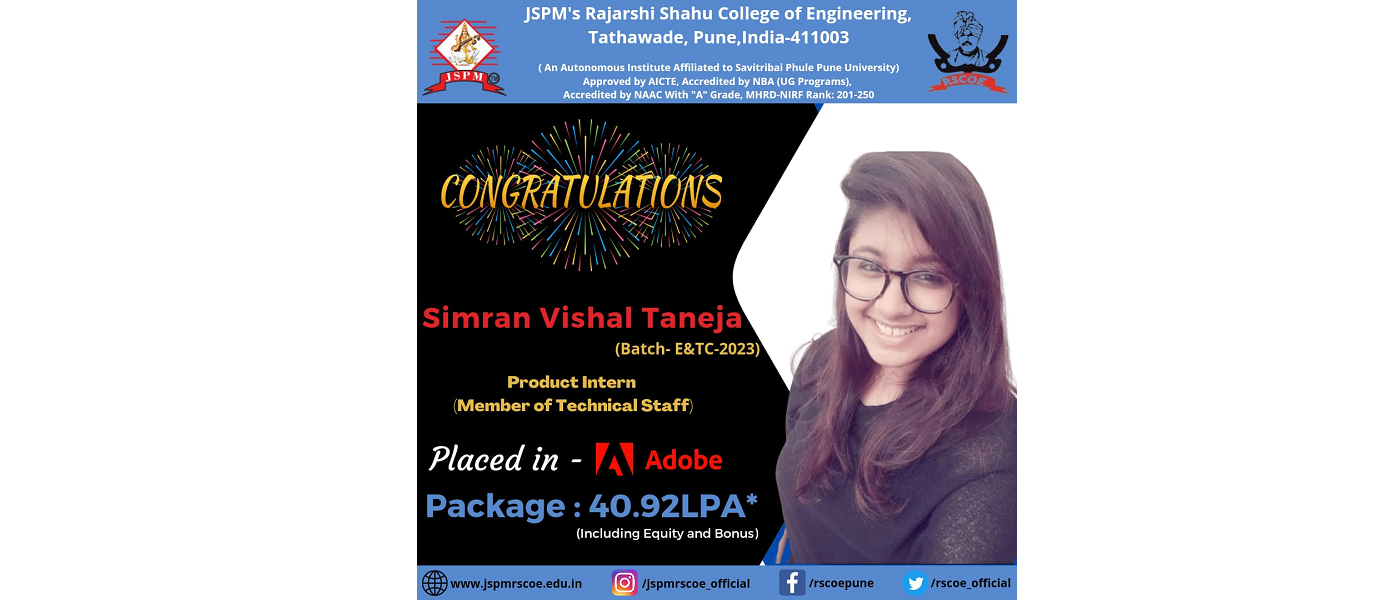 JSPM's Rajarshi Shahu College of Engineering,
Tathawade, Pune,India-411003
( An Autonomous Institute Affiliated to Savitribai Phule Pune University)
Approved by AICTE, Accredited by NBA (UG Programs),
Accredited by NAAC With "A" Grade, MHRD-NIRF Rank: 201-250
JSPM
TM
RSCOE
CONGRATULATIONS
Simran Vishal Taneja
(Batch- E&TC-2023)
Product Intern
(Member of Technical Staff)
Placed in - Adobe
Package : 40.92LPA*
(Including Equity and Bonus)
www.jspmrscoe.edu.in /jspmrscoe_official /rscoepune /rscoe_official